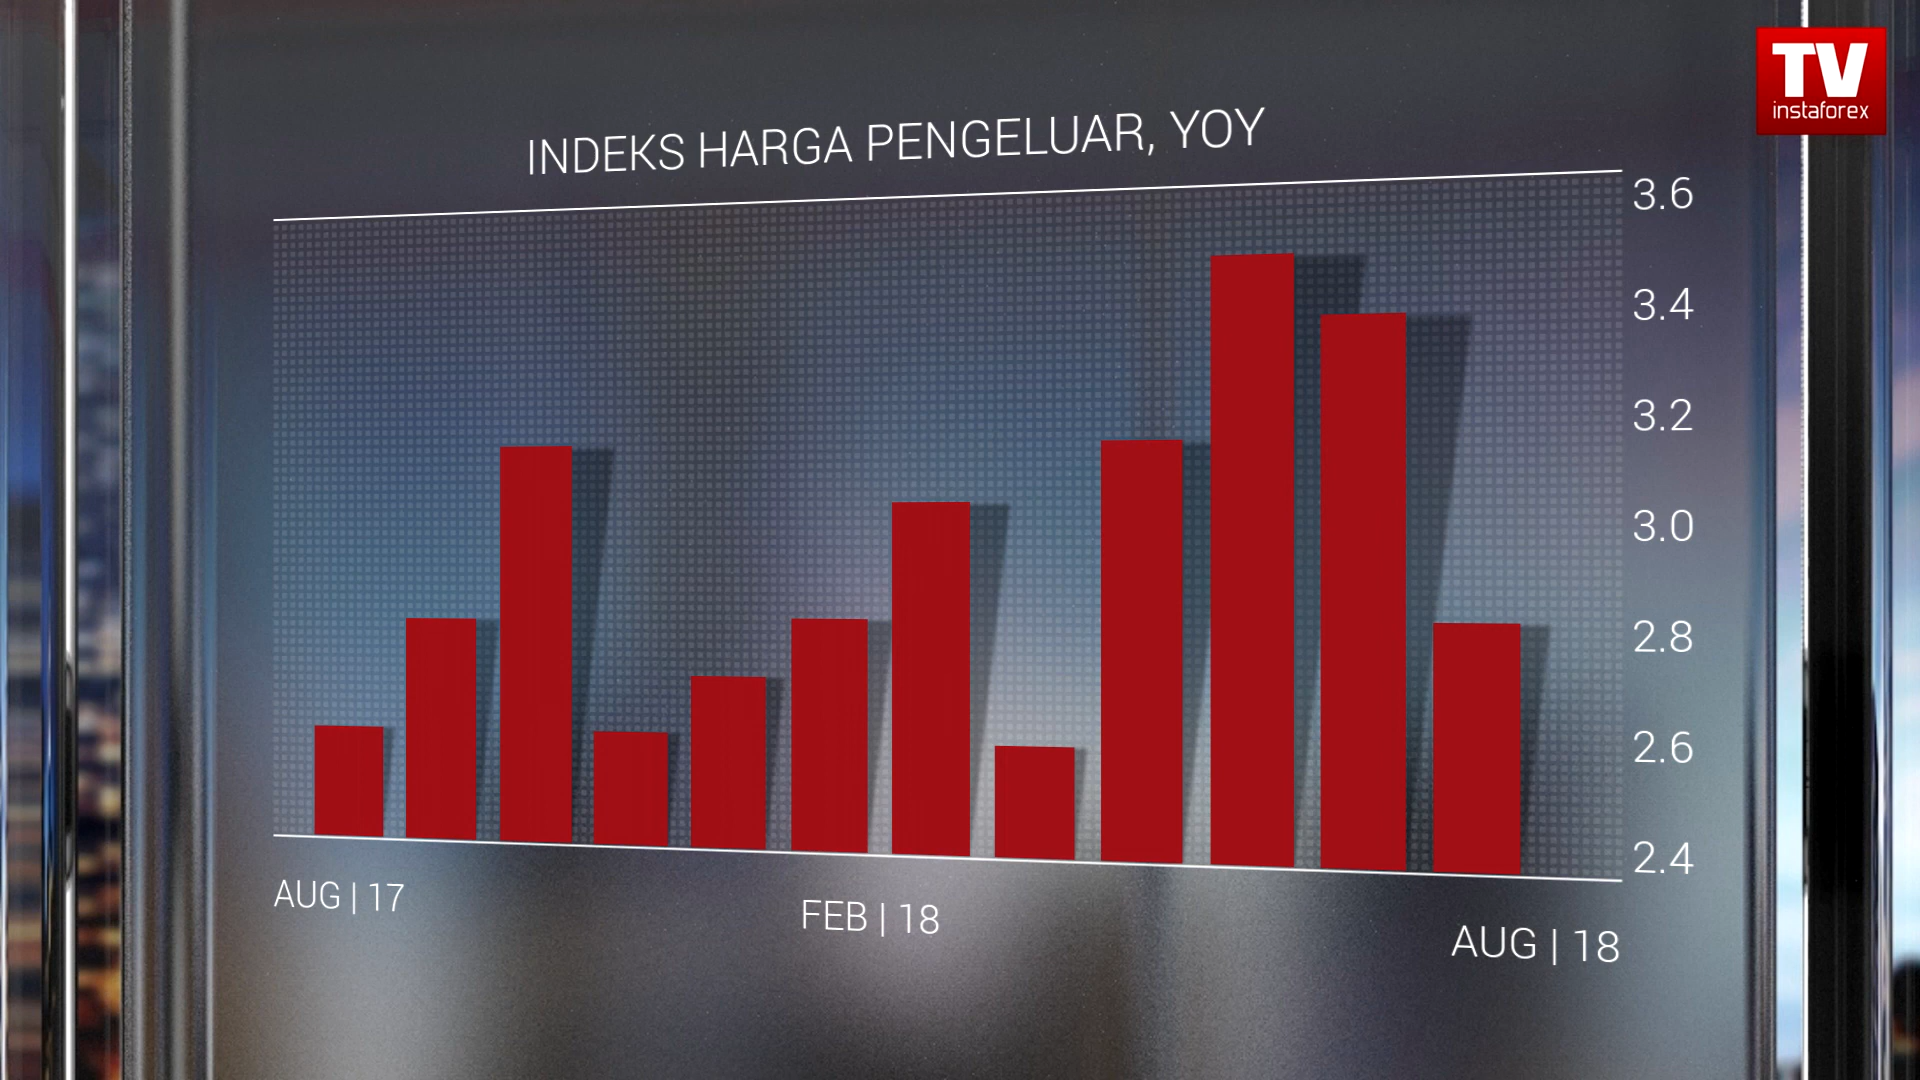 TV
instaforex
INDEKS HARGA PENGELUAR, YOY
3.6
3.4
3.2
3.0
2.8
2.6
2.4
AUG | 17
FEB | 18
AUG | 18